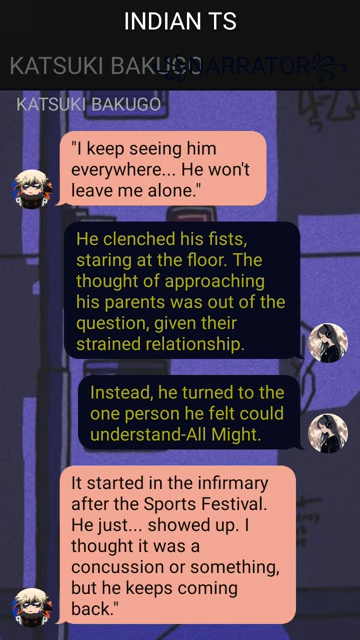 INDIAN TS
KATSUKI BAKUGO
NARRATOR
KATSUKI BAKUGO
"I keep seeing him
everywhere... He won't
leave me alone."
He clenched his fists,
staring at the floor. The
thought of approaching
his parents was out of the
question, given their
strained relationship.
Instead, he turned to the
one person he felt could
understand-All Might.
It started in the infirmary
after the Sports Festival.
He just... showed up. I
thought it was a
concussion or something,
but he keeps coming
back."